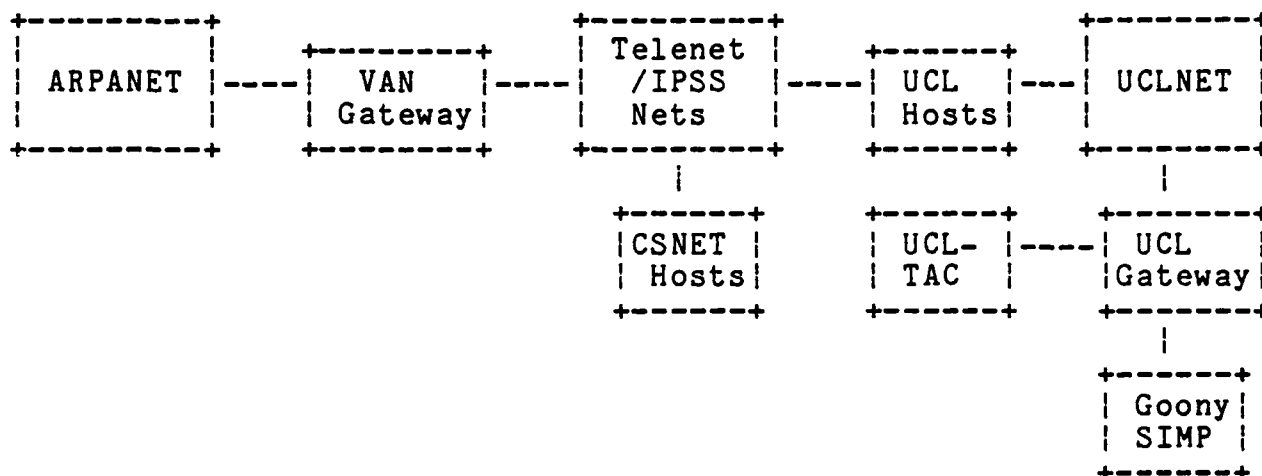 ARPANET
VAN
Gateway
Telenet
/IPSS
Nets
UCL
Hosts
UCLNET
CSNET
Hosts
UCL-
TAC
UCL
Gateway
Goony
SIMP